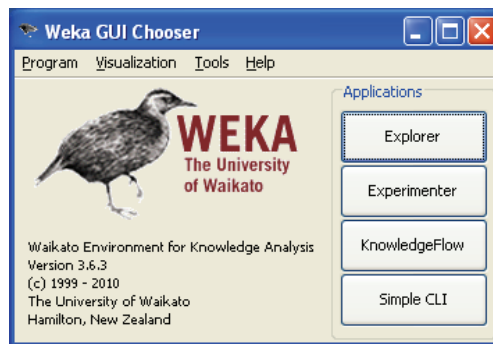 Weka GUI Chooser
Program Visualization Tools Help
WEKA
The University
of Waikato
Waikato Environment for Knowledge Analysis
Version 3.6.3
(c) 1999 - 2010
The University of Waikato
Hamilton, New Zealand
Applications
Explorer
Experimenter
KnowledgeFlow
Simple CLI